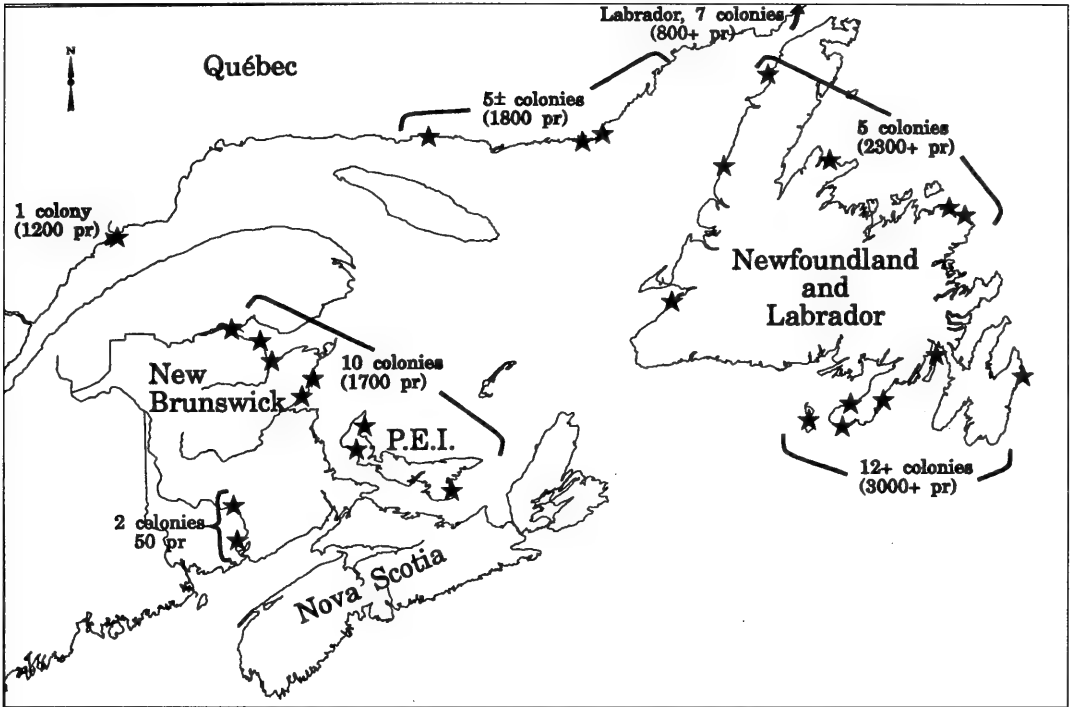 Labrador, 7 colonies
(800+ pr)
N
Québec
5± colonies
(1800 pr)
5 colonies
(2300+ pr)
1 colony
(1200 pr)
Newfoundland
and
Labrador
10 colonies
(1700 pr)
New
Brunswick
P.E.I.
12+ colonies
(3000+ pr)
2 colonies
50 pr
Nova Scotia